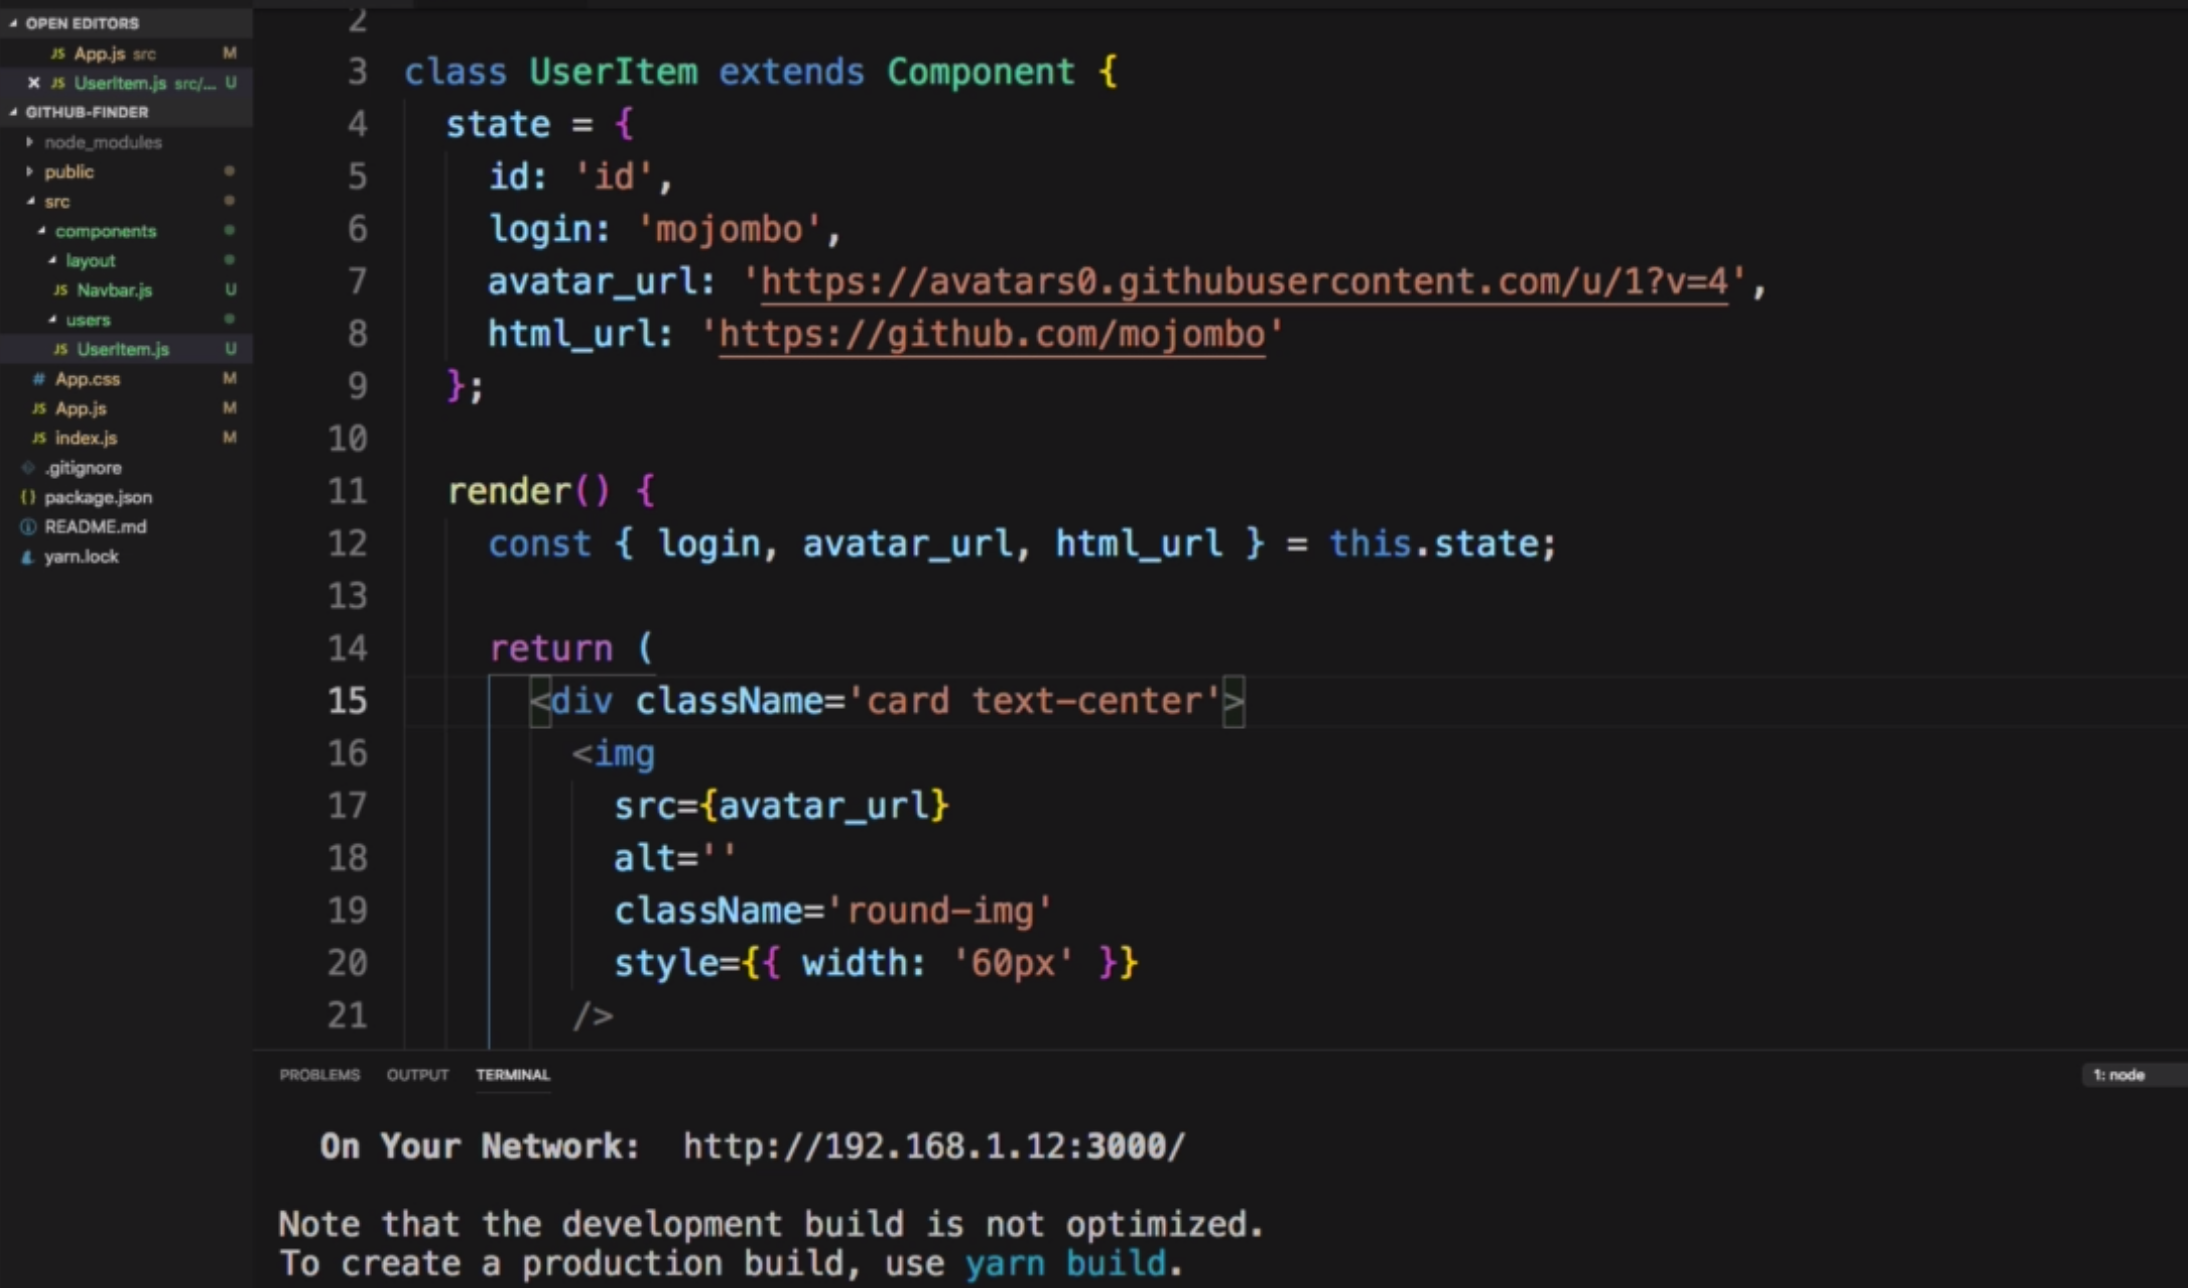 OPEN EDITORS
JS App.js src M
× JS UserItem.js src/... U
GITHUB-FINDER
node_modules
public
src
components
layout
JS Navbar.js U
users
JS UserItem.js U
# App.css M
JS App.js M
JS index.js M
.gitignore
{} package.json
README.md
yarn.lock
2
3 class UserItem extends Component {
4 state = {
5 id: 'id',
6 login: 'mojombo',
7 avatar_url: 'https://avatars0.githubusercontent.com/u/1?v=4',
8 html_url: 'https://github.com/mojombo'
9 };
10
11 render() {
12 const { login, avatar_url, html_url } = this.state;
13
14 return (
15 <div className='card text-center'>
16 <img
17 src={avatar_url}
18 alt=''
19 className='round-img'
20 style={{ width: '60px' }}
21 />
PROBLEMS OUTPUT TERMINAL 1: node
On Your Network: http://192.168.1.12:3000/
Note that the development build is not optimized.
To create a production build, use yarn build.